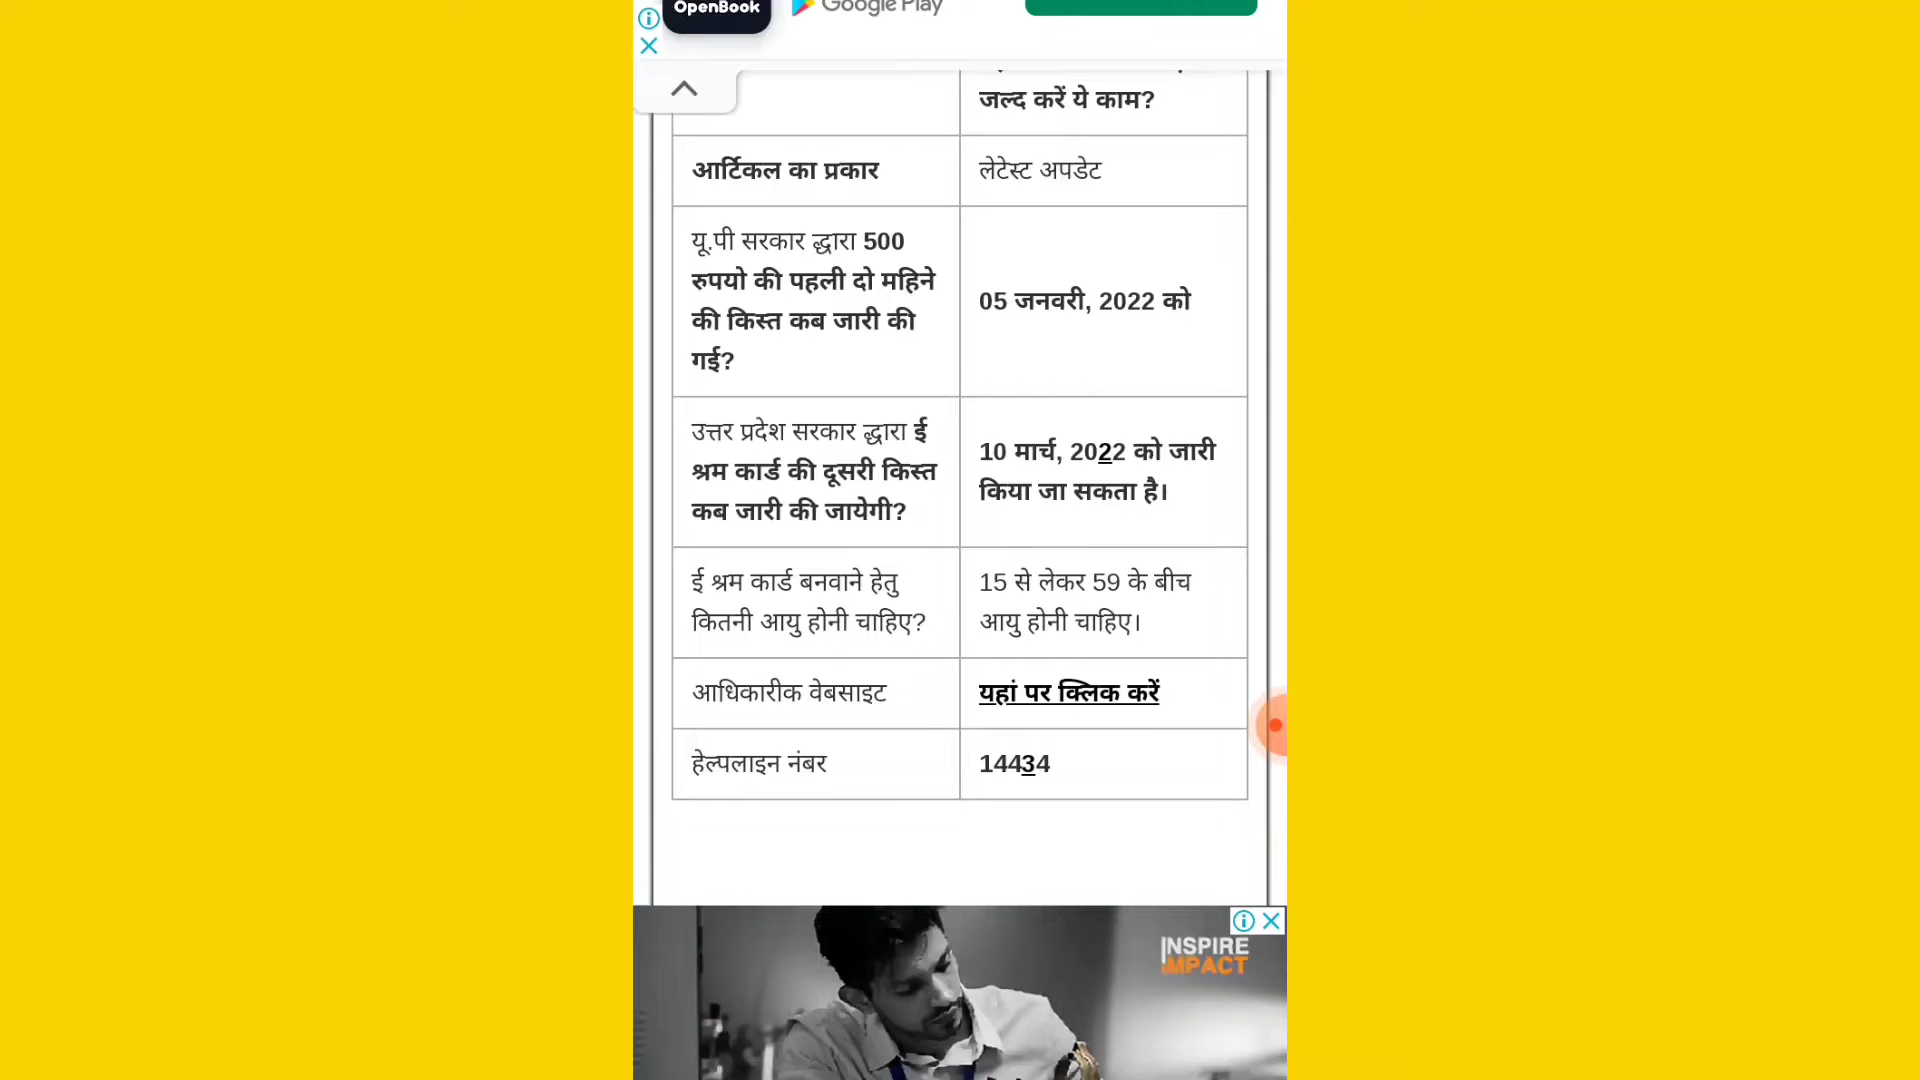 OpenBook
Google Play
जल्द करें ये काम?
आर्टिकल का प्रकार
लेटेस्ट अपडेट
यू.पी सरकार द्धारा 500
रुपयो की पहली दो महिने
की किस्त कब जारी की
गई?
05 जनवरी, 2022 को
उत्तर प्रदेश सरकार द्धारा ई
श्रम कार्ड की दूसरी किस्त
कब जारी की जायेगी?
10 मार्च, 2022 को जारी
किया जा सकता है।
ई श्रम कार्ड बनवाने हेतु
कितनी आयु होनी चाहिए?
15 से लेकर 59 के बीच
आयु होनी चाहिए।
आधिकारीक वेबसाइट
यहां पर क्लिक करें
हेल्पलाइन नंबर
14434
INSPIRE
IMPACT